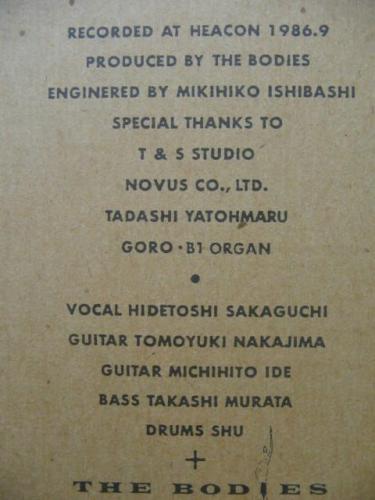 RECORDED AT HEACON 1986.9
PRODUCED BY THE BODIES
ENGINERED BY MIKIHIKO ISHIBASHI
SPECIAL THANKS TO
T & S STUDIO
NOVUS CO., LTD.
TADASHI YATOHMARU
GORO · B1 ORGAN
●
VOCAL HIDETOSHI SAKAGUCHI
GUITAR TOMOYUKI NAKAJIMA
GUITAR MICHIHITO IDE
BASS TAKASHI MURATA
DRUMS SHU
+
THE BODIES